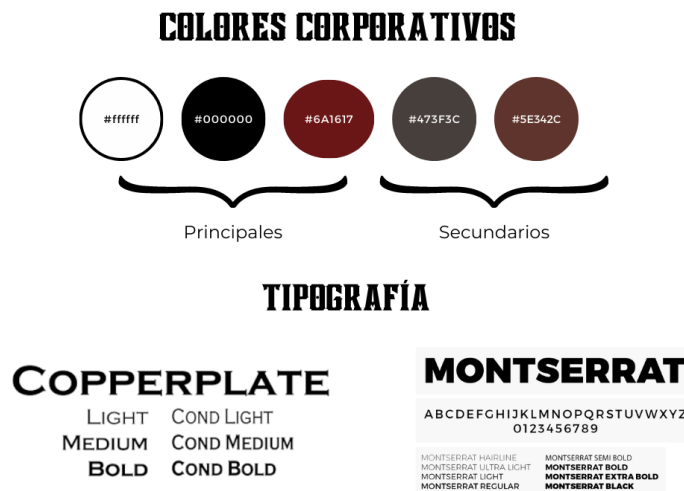 COLORES CORPORATIVOS
#ffffff #000000 #6A1617 #473F3C #5E342C
Principales Secundarios
TIPOGRAFÍA
COPPERPLATE
LIGHT COND LIGHT
MEDIUM COND MEDIUM
BOLD COND BOLD
MONTSERRAT
ABCDEFGHIJKLMNOPQRSTUVWXYZ
0123456789
MONTSERRAT HAIRLINE MONTSERRAT SEMI BOLD
MONTSERRAT ULTRA LIGHT MONTSERRAT BOLD
MONTSERRAT LIGHT MONTSERRAT EXTRA BOLD
MONTSERRAT REGULAR MONTSERRAT BLACK